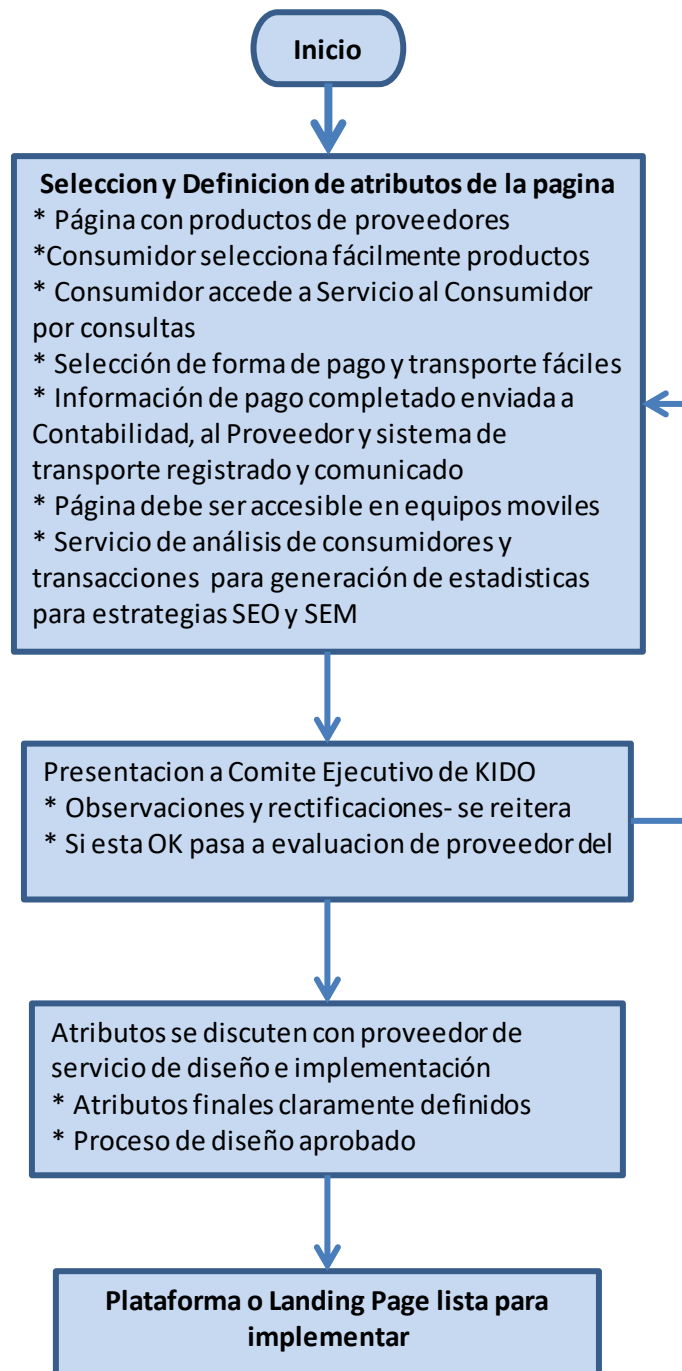 Inicio
Seleccion y Definicion de atributos de la pagina
* Página con productos de proveedores
*Consumidor selecciona fácilmente productos
* Consumidor accede a Servicio al Consumidor
por consultas
* Selección de forma de pago y transporte fáciles
* Información de pago completado enviada a
Contabilidad, al Proveedor y sistema de
transporte registrado y comunicado
* Página debe ser accesible en equipos moviles
* Servicio de análisis de consumidores y
transacciones para generación de estadisticas
para estrategias SEO y SEM
Presentacion a Comite Ejecutivo de KIDO
* Observaciones y rectificaciones- se reitera
* Si esta OK pasa a evaluacion de proveedor del
Atributos se discuten con proveedor de
servicio de diseño e implementación
* Atributos finales claramente definidos
* Proceso de diseño aprobado
Plataforma o Landing Page lista para
implementar